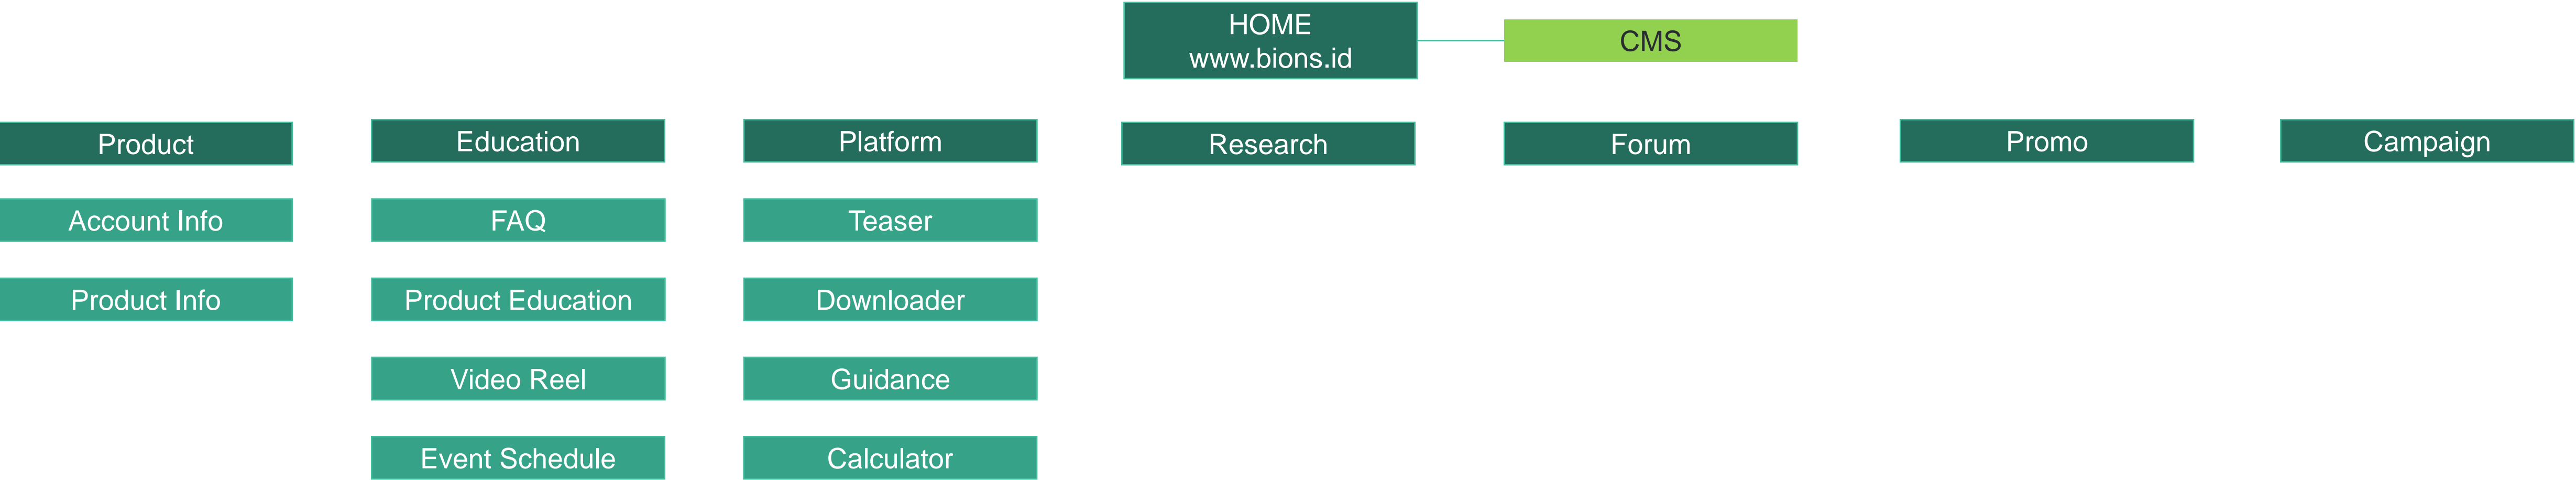 HOME
www.bions.id
CMS
Product
Education
Platform
Research
Forum
Promo
Campaign
Account Info
FAQ
Teaser
Product Info
Product Education
Downloader
Video Reel
Guidance
Event Schedule
Calculator